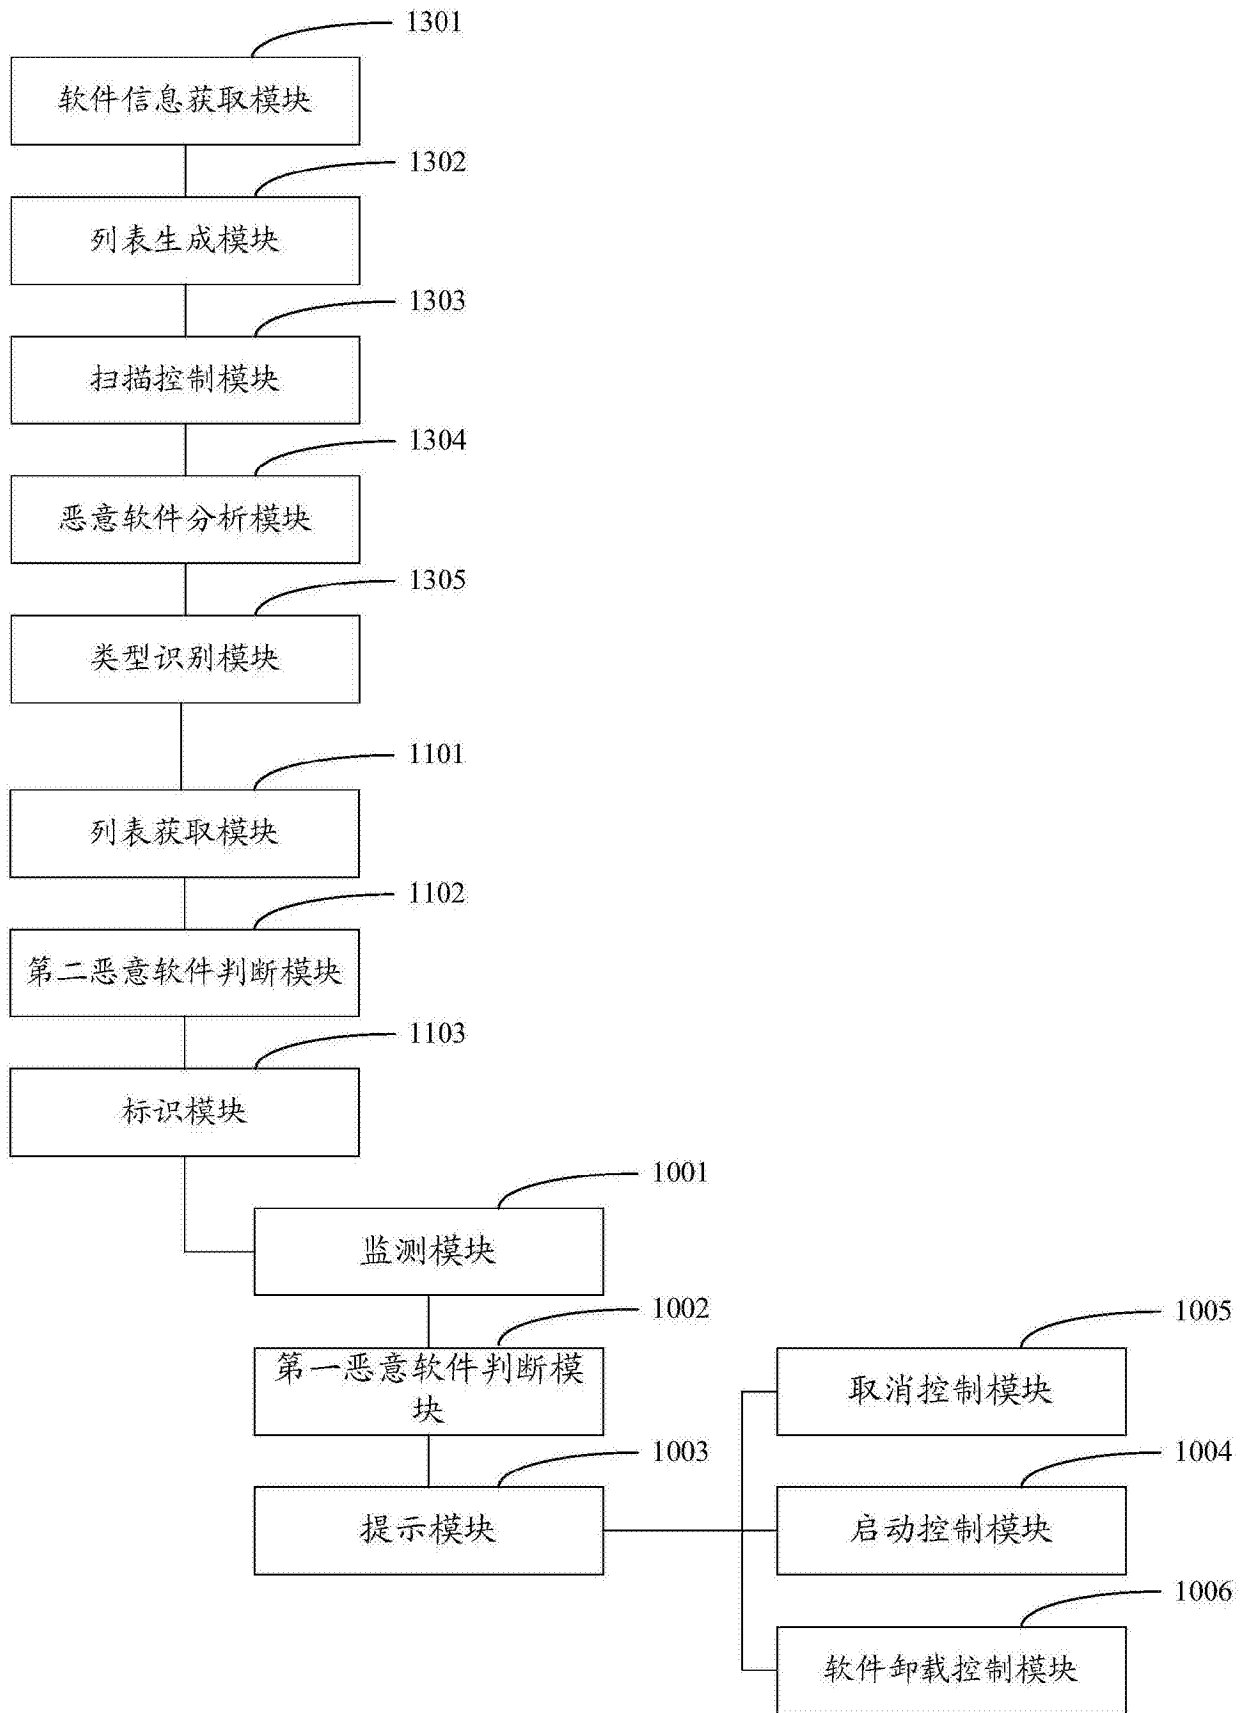 1301
软件信息获取模块
1302
列表生成模块
1303
扫描控制模块
1304
恶意软件分析模块
1305
类型识别模块
1101
列表获取模块
1102
第二恶意软件判断模块
1103
标识模块
1001
监测模块
1002
第一恶意软件判断模
块
1005
取消控制模块
1003
提示模块
1004
启动控制模块
1006
软件卸载控制模块